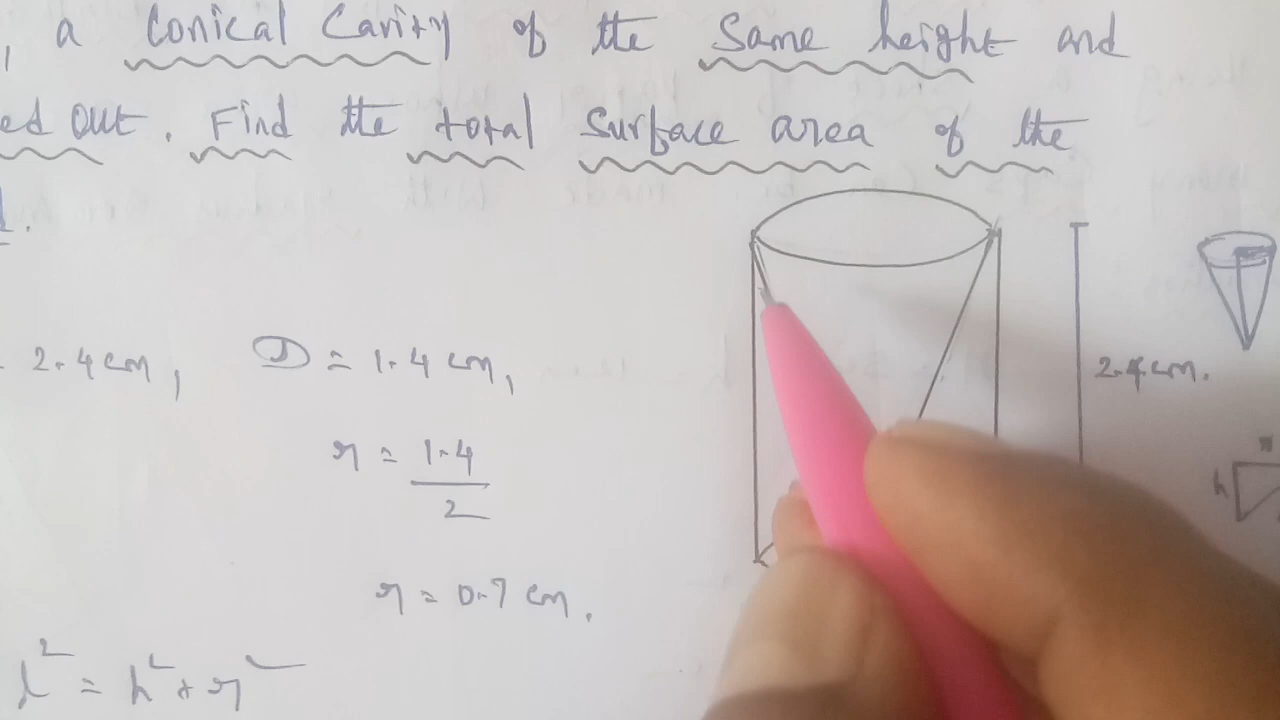 , a Conical Cavity of the Same height and
ed out. Find the total Surface area of the
2.4 cm, D = 1.4 cm,
2.4 cm.
r = 1.4
2
h
r = 0.7 cm.
l² = h² + r²